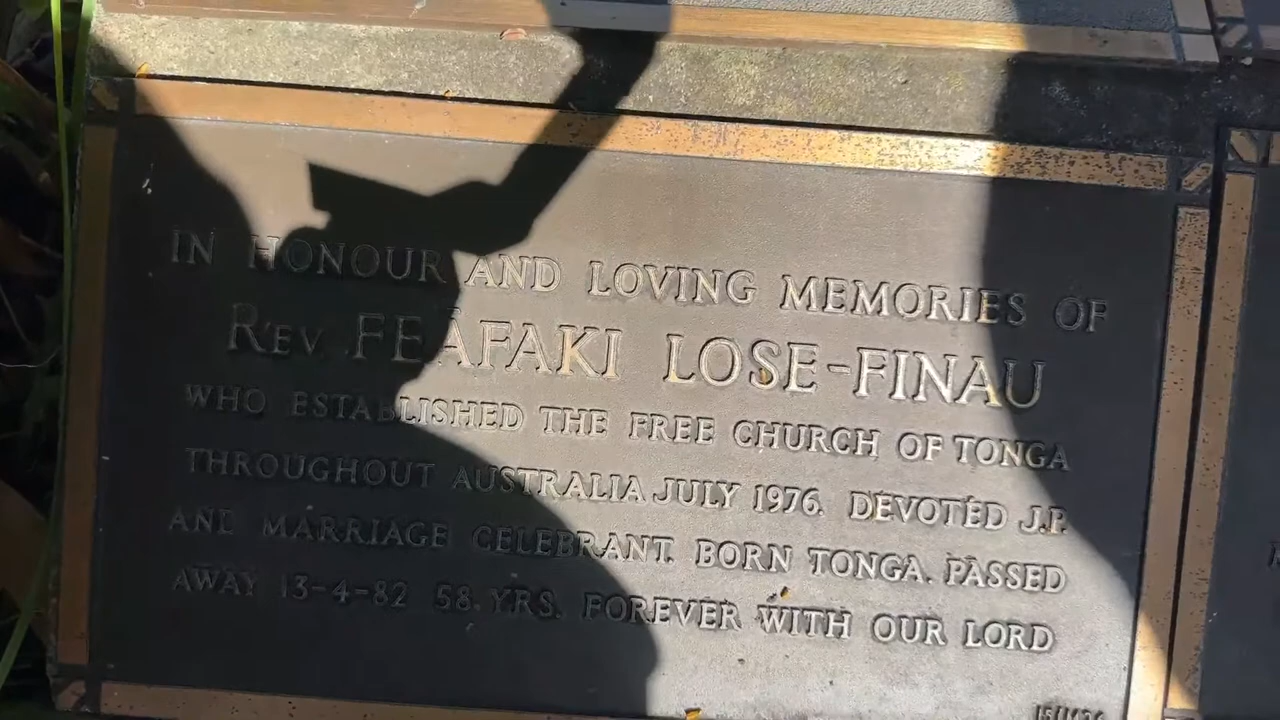 IN HONOUR AND LOVING MEMORIES OF
REV FEÅFAKI LOSE-FINAU
WHO ESTABLISHED THE FREE CHURCH OF TONGA
THROUGHOUT AUSTRALIA JULY 1976. DEVOTED J.P.
AND MARRIAGE CELEBRANT. BORN TONGA. PASSED
AWAY 13-4-82 58.YRS. FOREVER WITH OUR LORD